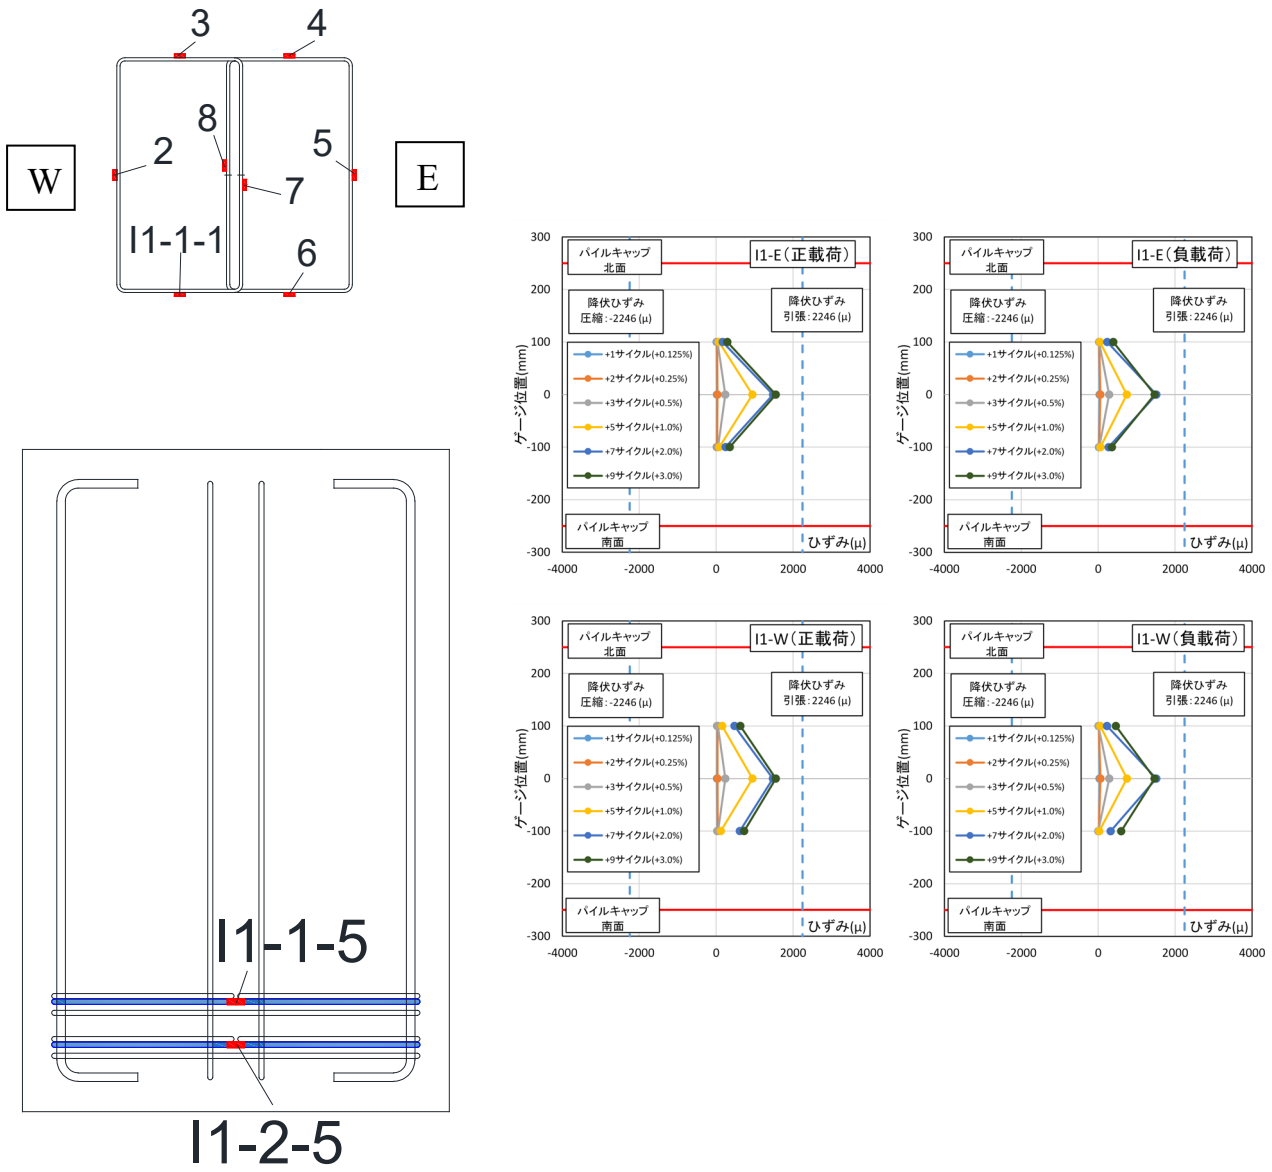 3
4
8
2
5
W
E
7
I1-1-1
6
I1-1-5
I1-2-5
300
200
100
0
-100
-200
-300
ゲージ位置(mm)
パイルキャップ
北面
I1-E(正載荷)
降伏ひずみ
圧縮:-2246(μ)
降伏ひずみ
引張:2246(μ)
+1サイクル(+0.125%)
+2サイクル(+0.25%)
+3サイクル(+0.5%)
+5サイクル(+1.0%)
+7サイクル(+2.0%)
+9サイクル(+3.0%)
パイルキャップ
南面
ひずみ(μ)
-4000
-2000
0
2000
4000
300
200
100
0
-100
-200
-300
ゲージ位置(mm)
パイルキャップ
北面
I1-E(負載荷)
降伏ひずみ
圧縮:-2246(μ)
降伏ひずみ
引張:2246(μ)
+1サイクル(+0.125%)
+2サイクル(+0.25%)
+3サイクル(+0.5%)
+5サイクル(+1.0%)
+7サイクル(+2.0%)
+9サイクル(+3.0%)
パイルキャップ
南面
ひずみ(μ)
-4000
-2000
0
2000
4000
300
200
100
0
-100
-200
-300
ゲージ位置(mm)
パイルキャップ
北面
I1-W(正載荷)
降伏ひずみ
圧縮:-2246(μ)
降伏ひずみ
引張:2246(μ)
+1サイクル(+0.125%)
+2サイクル(+0.25%)
+3サイクル(+0.5%)
+5サイクル(+1.0%)
+7サイクル(+2.0%)
+9サイクル(+3.0%)
パイルキャップ
南面
ひずみ(μ)
-4000
-2000
0
2000
4000
300
200
100
0
-100
-200
-300
ゲージ位置(mm)
パイルキャップ
北面
I1-W(負載荷)
降伏ひずみ
圧縮:-2246(μ)
降伏ひずみ
引張:2246(μ)
+1サイクル(+0.125%)
+2サイクル(+0.25%)
+3サイクル(+0.5%)
+5サイクル(+1.0%)
+7サイクル(+2.0%)
+9サイクル(+3.0%)
パイルキャップ
南面
ひずみ(μ)
-4000
-2000
0
2000
4000